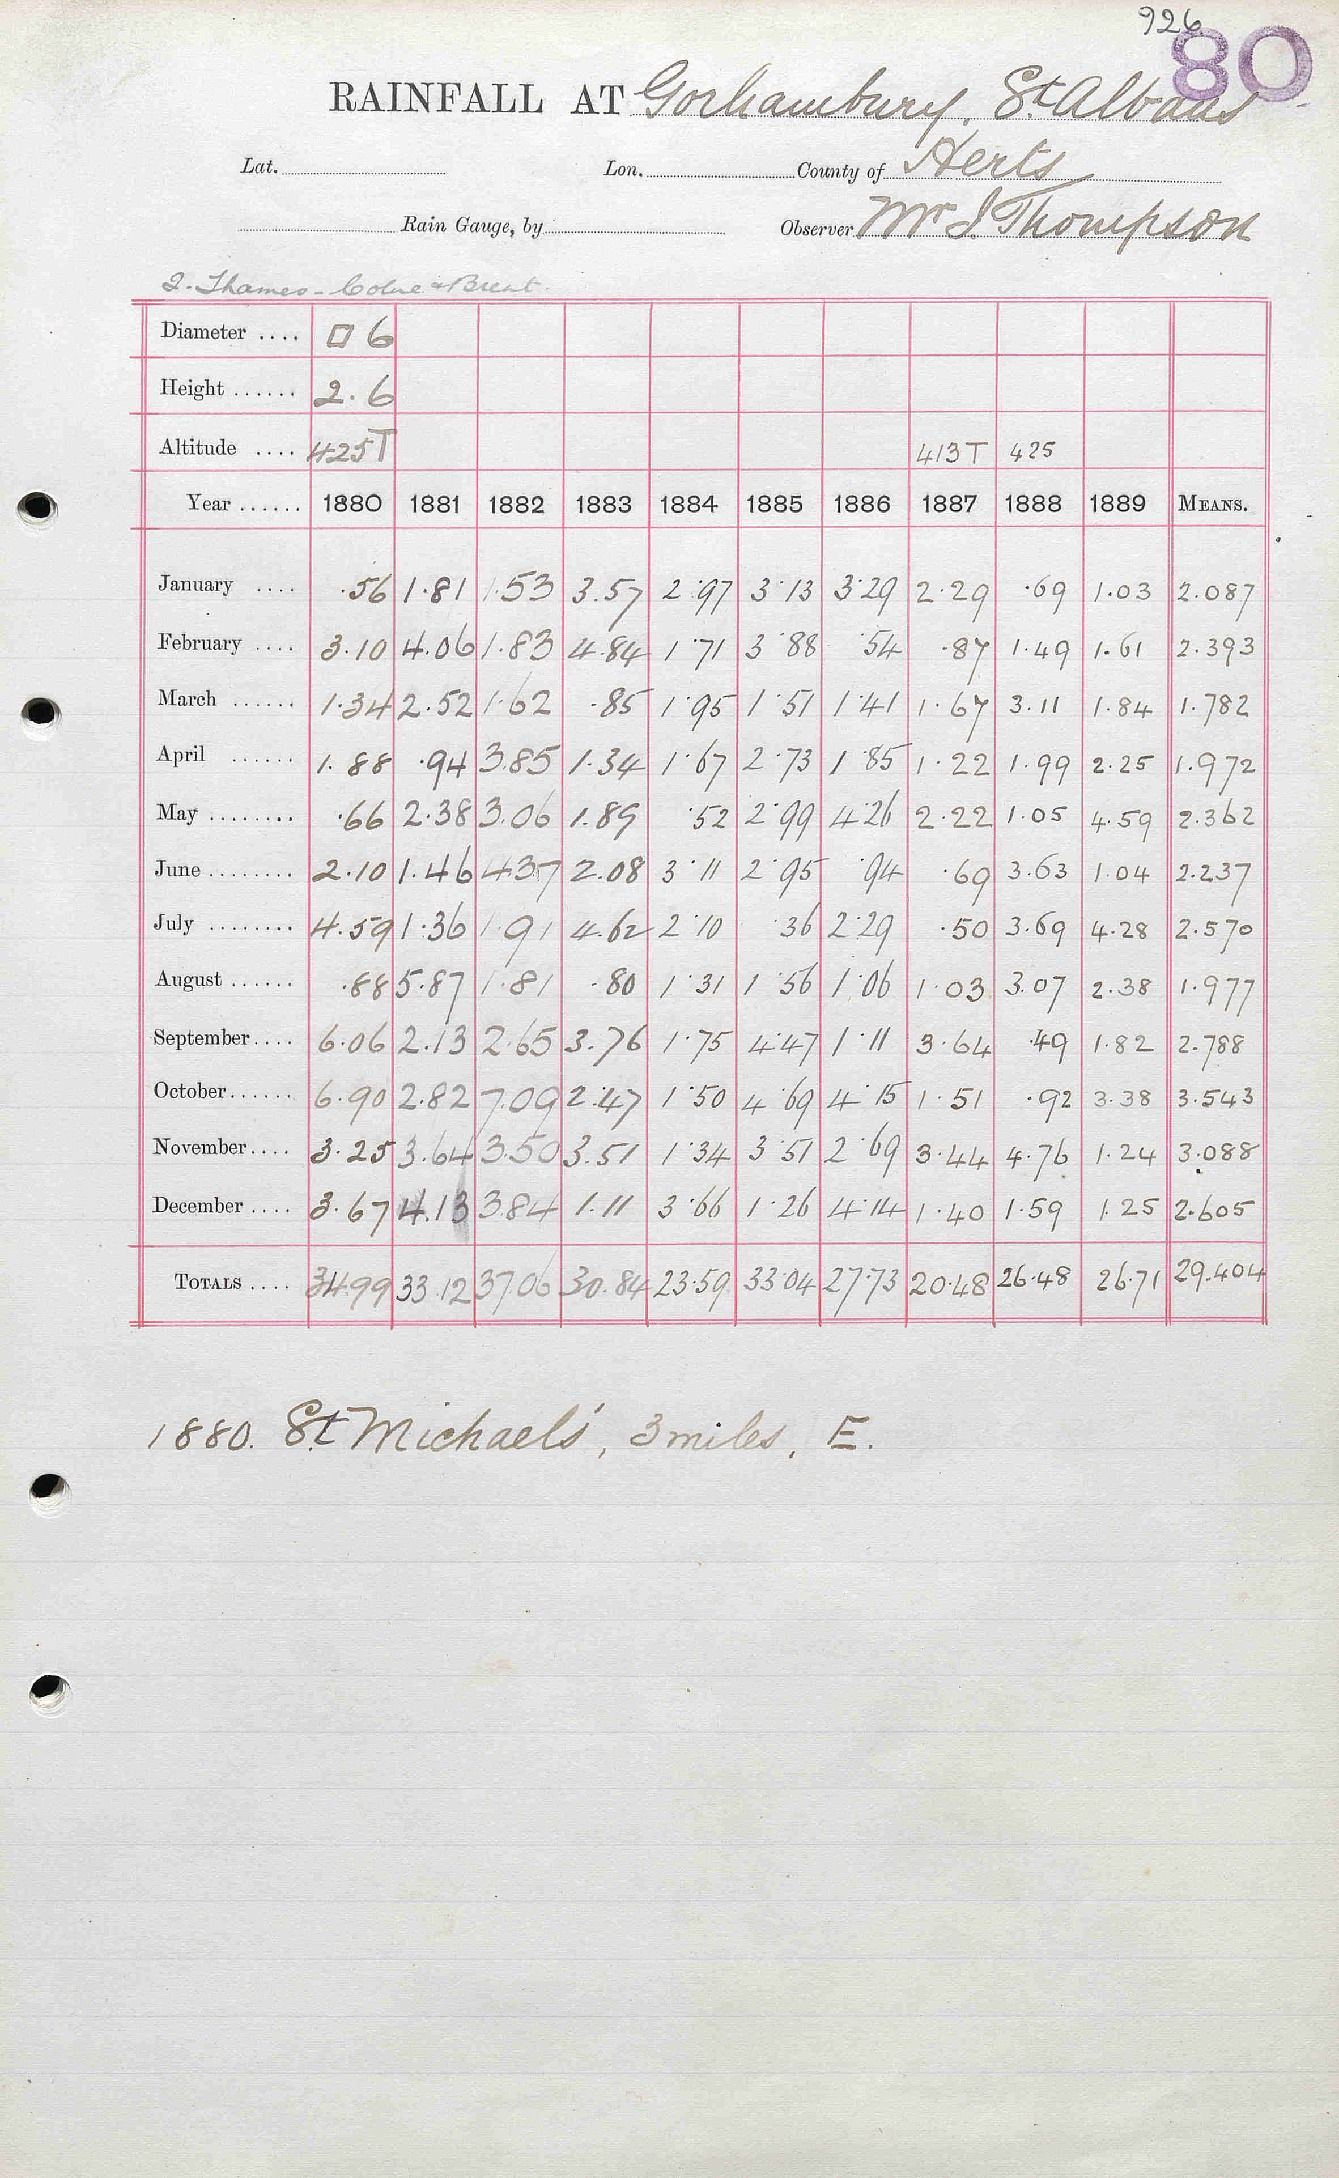 926
80
RAINFALL AT Gorhambury, St Albans
Lat. Lon. County of Herts
Rain Gauge, by Observer Mr J Thompson
2. Thames - Colne & Brent.
Diameter .... □ 6
Height ...... 2.6
Altitude .... 425T 413T 425
Year ...... 1880 1881 1882 1883 1884 1885 1886 1887 1888 1889 MEANS.
January .... .56 1.81 1.53 3.57 2.97 3.13 3.29 2.29 .69 1.03 2.087
February .... 3.10 4.06 1.83 4.84 1.71 3.88 .54 .87 1.49 1.61 2.393
March ...... 1.34 2.52 1.62 .85 1.95 1.51 1.41 1.67 3.11 1.84 1.782
April ...... 1.88 .94 3.85 1.34 1.67 2.73 1.85 1.22 1.99 2.25 1.972
May ........ .66 2.38 3.06 1.89 .52 2.99 4.26 2.22 1.05 4.59 2.362
June ........ 2.10 1.46 4.37 2.08 3.11 2.95 .94 .69 3.63 1.04 2.237
July ........ 4.59 1.36 1.91 4.62 2.10 .36 2.29 .50 3.69 4.28 2.570
August ...... .88 5.87 1.81 .80 1.31 1.56 1.06 1.03 3.07 2.38 1.977
September .... 6.06 2.13 2.65 3.76 1.75 4.47 1.11 3.64 .49 1.82 2.788
October ...... 6.90 2.82 7.09 2.47 1.50 4.69 4.15 1.51 .92 3.38 3.543
November .... 3.25 3.64 3.50 3.51 1.34 3.51 2.69 3.44 4.76 1.24 3.088
December .... 3.67 4.13 3.84 1.11 3.66 1.26 4.14 1.40 1.59 1.25 2.605
TOTALS .... 34.99 33.12 37.06 30.84 23.59 33.04 27.73 20.48 26.48 26.71 29.404
1880. St Michael's, 3 miles, E.